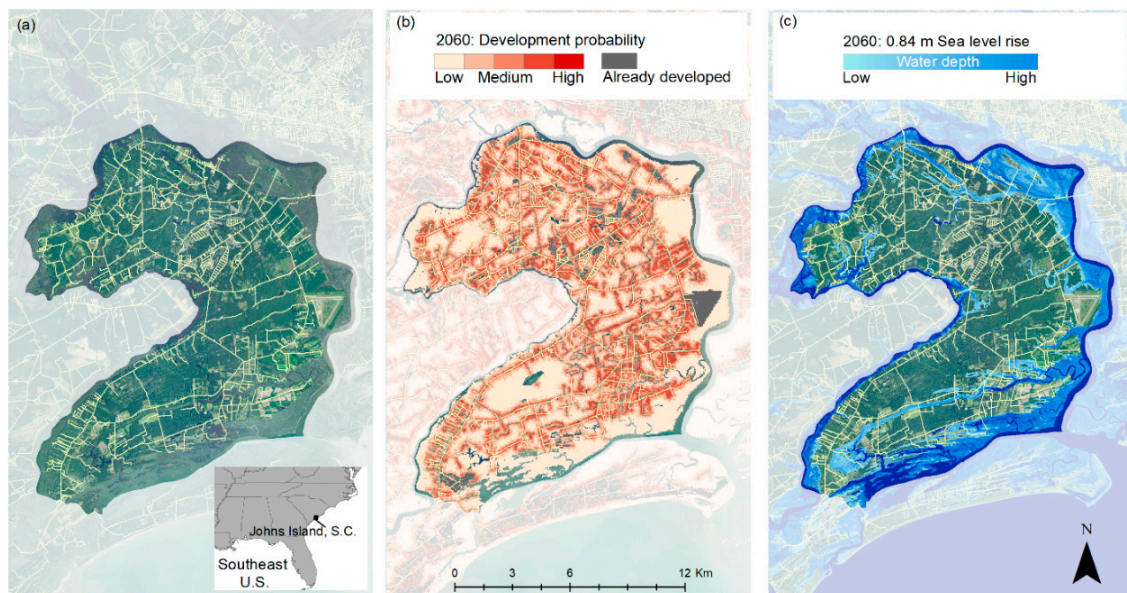 (a)
Johns Island, S.C.
Southeast
U.S.
(b)
2060: Development probability
Low Medium High Already developed
0 3 6 12 Km
(c)
2060: 0.84 m Sea level rise
Water depth
Low High
N